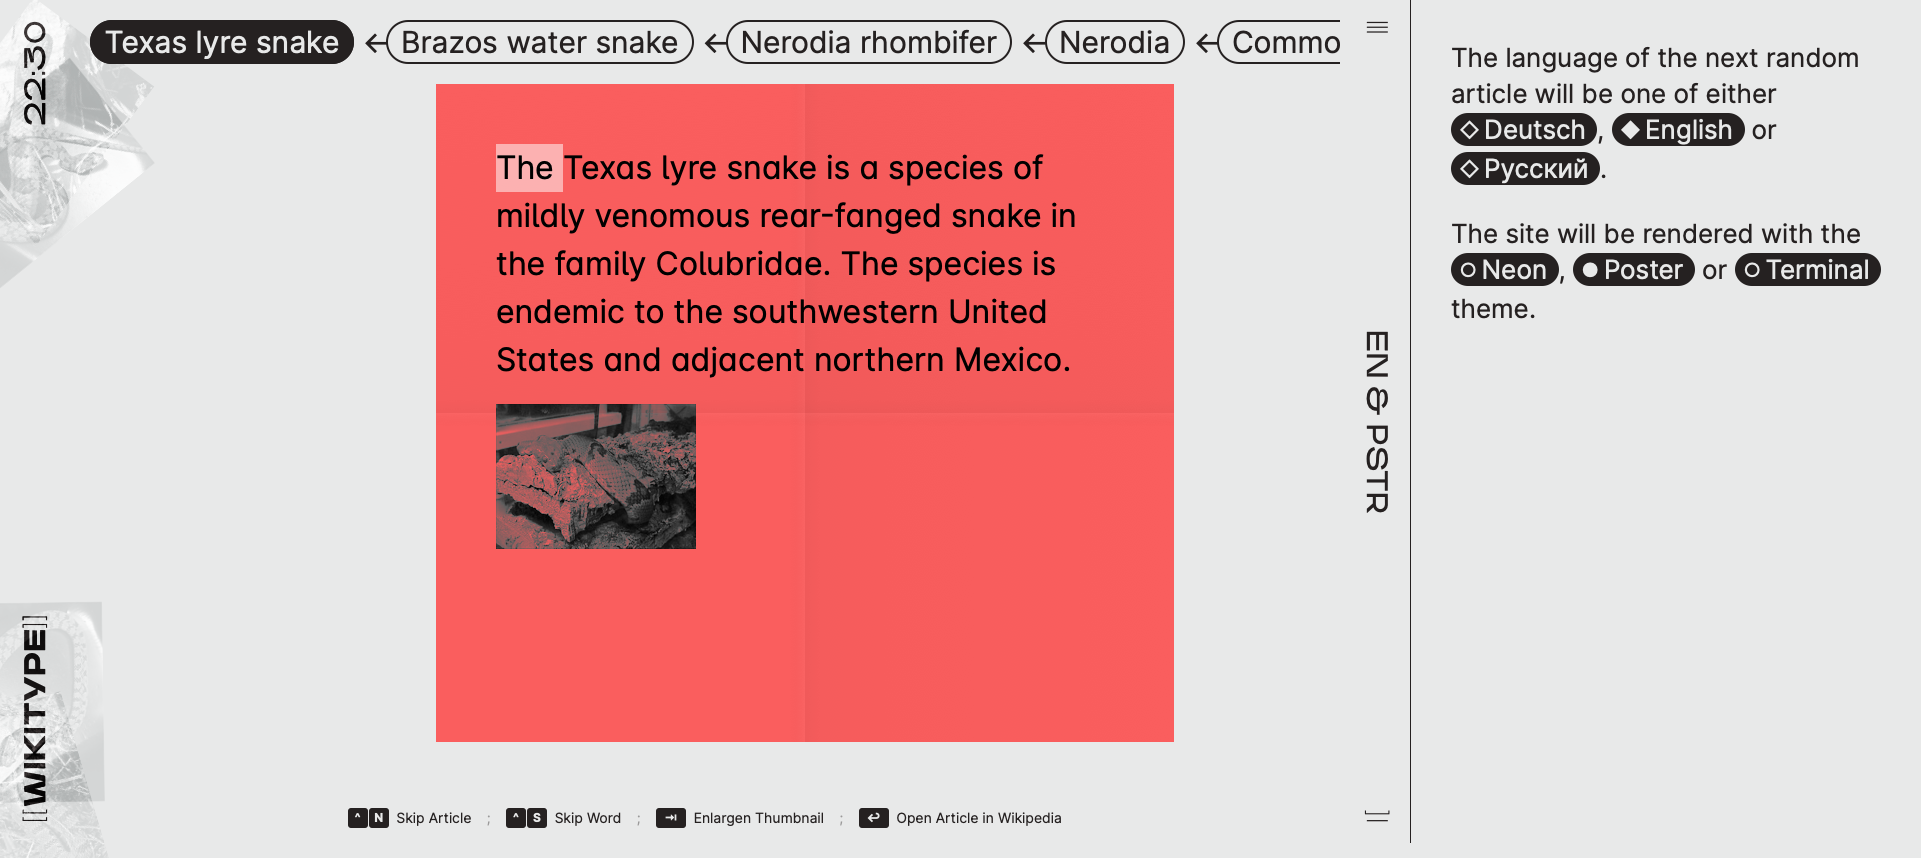 22:30
Texas lyre snake ← Brazos water snake ← Nerodia rhombifer ← Nerodia ← Commo
The Texas lyre snake is a species of
mildly venomous rear-fanged snake in
the family Colubridae. The species is
endemic to the southwestern United
States and adjacent northern Mexico.
[[WIKITYPE]]
^ N Skip Article ; ^ S Skip Word ; ⇥ Enlargen Thumbnail ; ↩ Open Article in Wikipedia
EN & PSTR
The language of the next random
article will be one of either
◇ Deutsch, ◆ English or
◇ Русский.
The site will be rendered with the
○ Neon, ● Poster or ○ Terminal
theme.